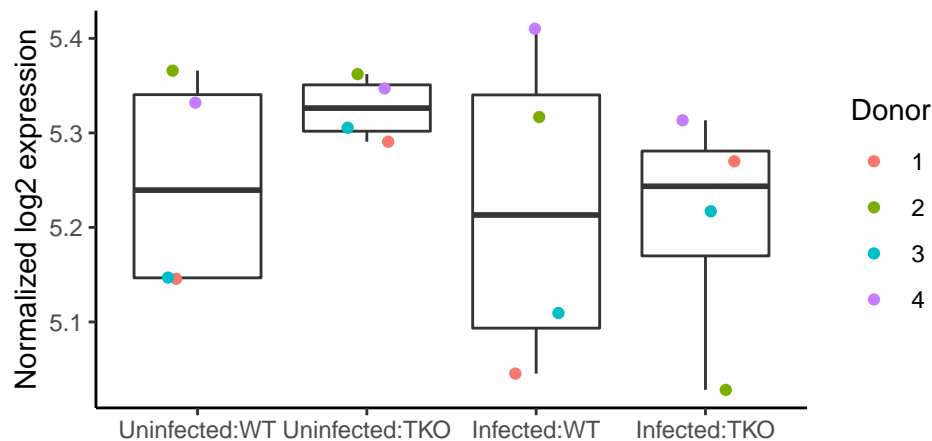 Normalized log2 expression
5.4
5.3
5.2
5.1
Uninfected:WT Uninfected:TKO Infected:WT Infected:TKO
Donor
1
2
3
4